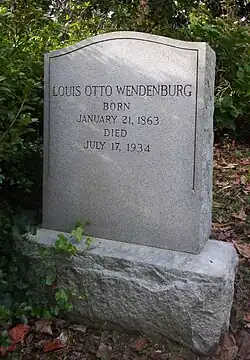 LOUIS OTTO WENDENBURG
BORN
JANUARY 21, 1863
DIED
JULY 17, 1934